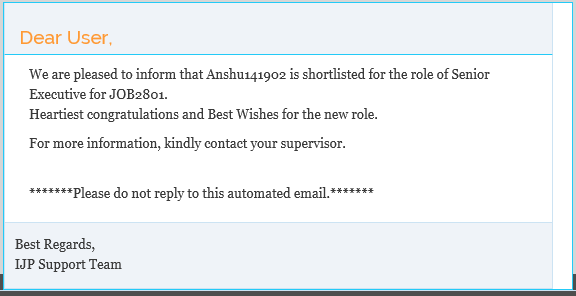 Dear User,
We are pleased to inform that Anshu141902 is shortlisted for the role of Senior
Executive for JOB2801.
Heartiest congratulations and Best Wishes for the new role.
For more information, kindly contact your supervisor.
*******Please do not reply to this automated email.*******
Best Regards,
IJP Support Team